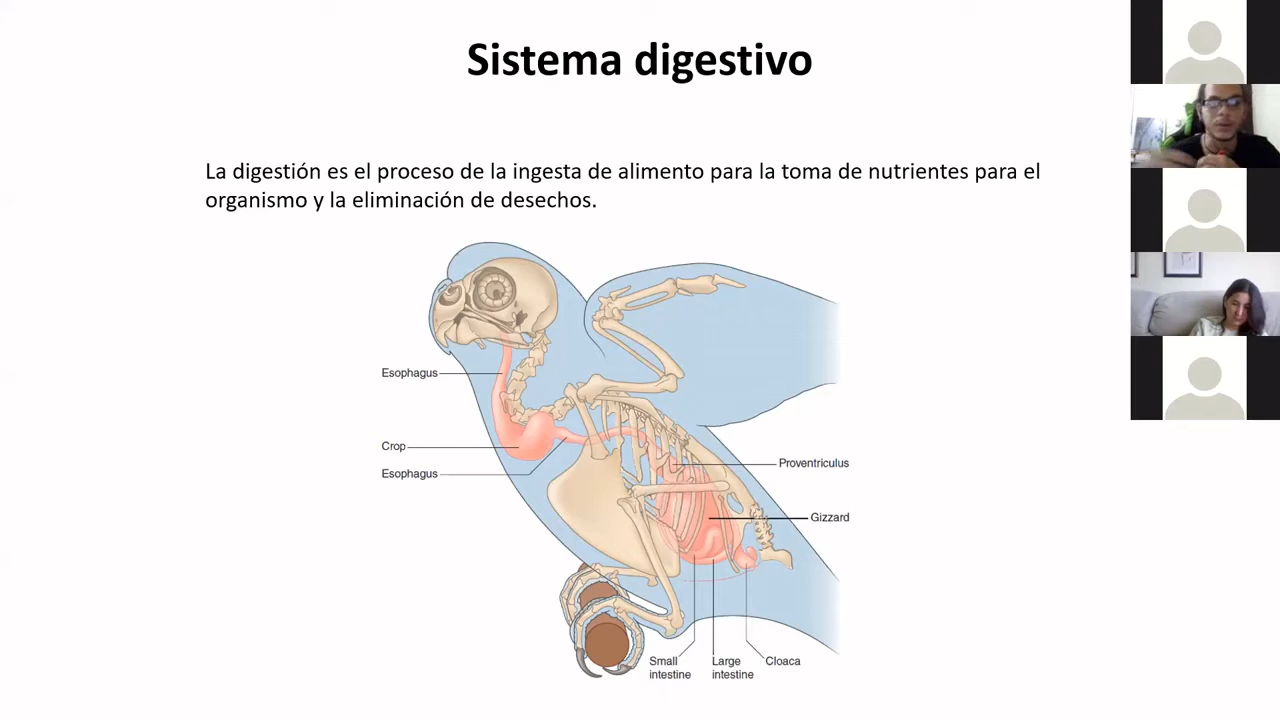 Sistema digestivo
La digestión es el proceso de la ingesta de alimento para la toma de nutrientes para el
organismo y la eliminación de desechos.
Esophagus
Crop
Esophagus
Proventriculus
Gizzard
Small
intestine
Large
intestine
Cloaca